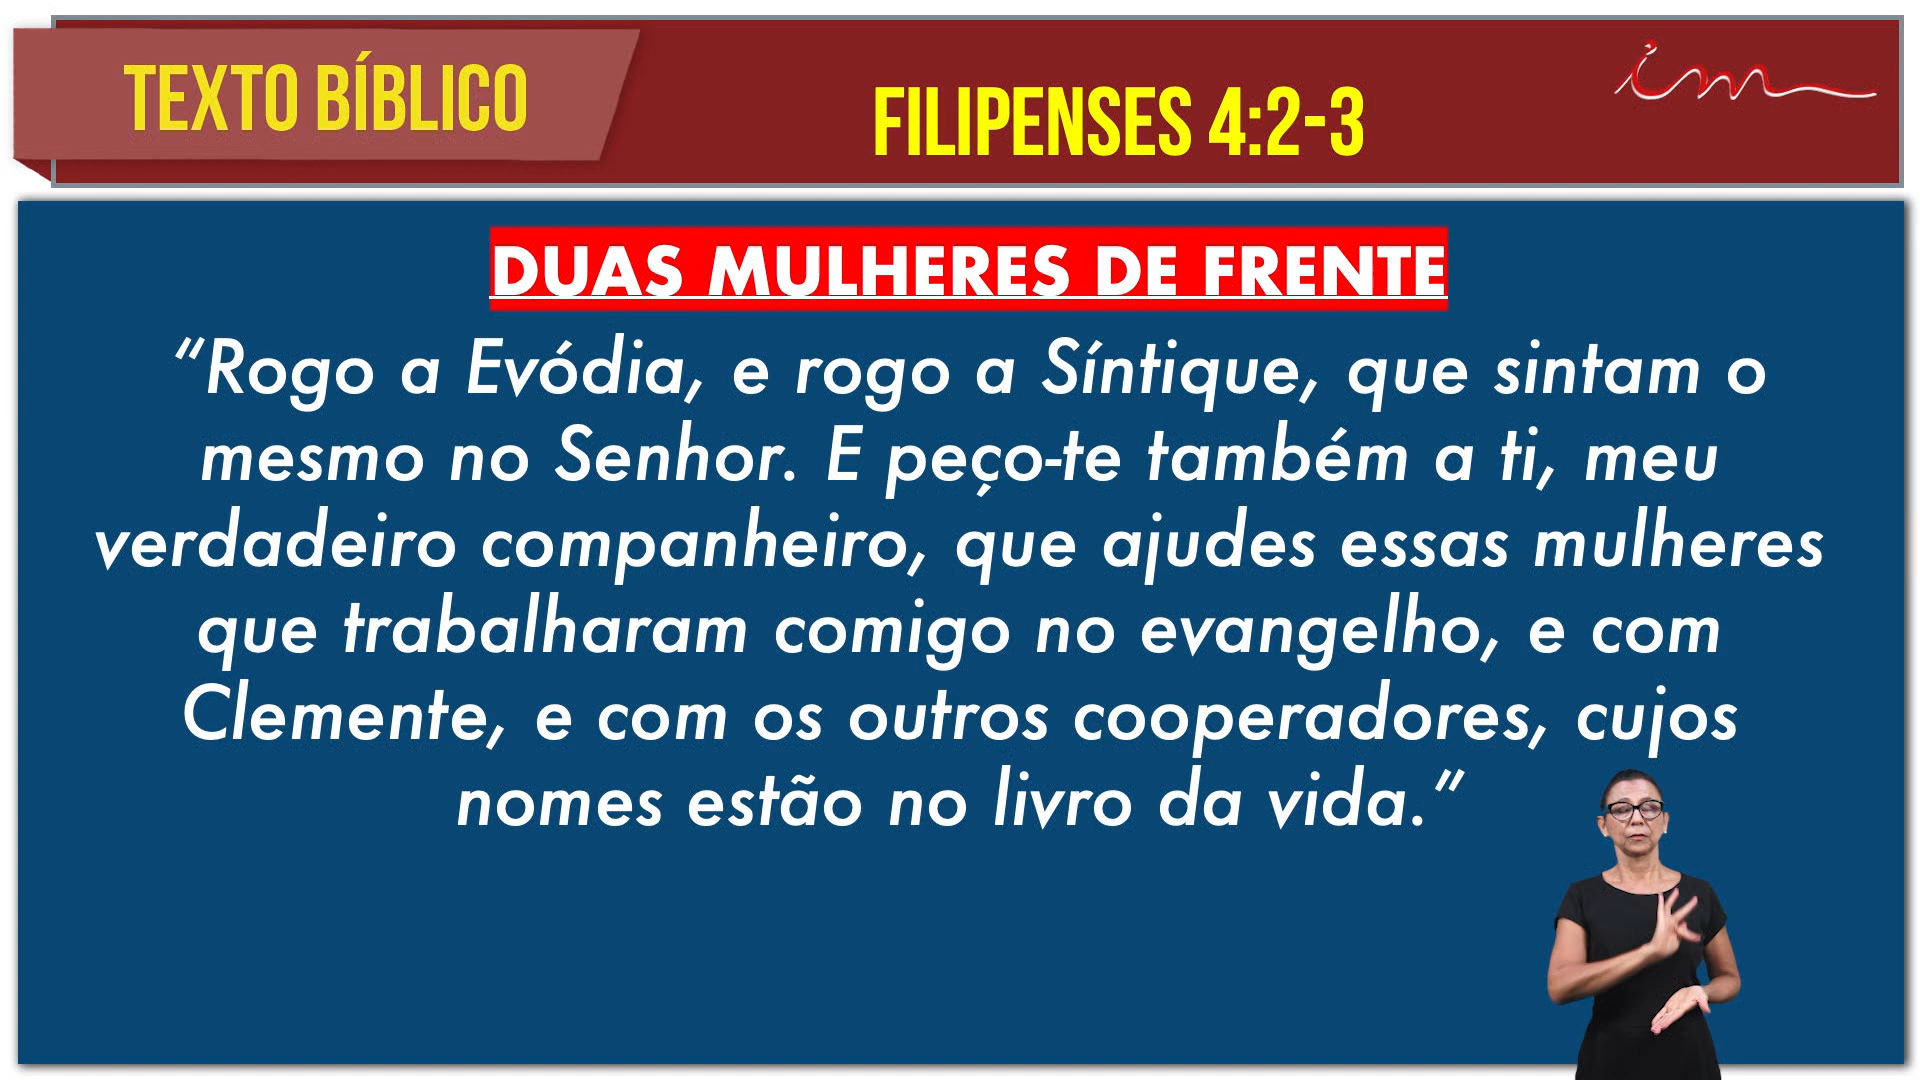 TEXTO BÍBLICO
FILIPENSES 4:2-3
im
DUAS MULHERES DE FRENTE
“Rogo a Evódia, e rogo a Síntique, que sintam o
mesmo no Senhor. E peço-te também a ti, meu
verdadeiro companheiro, que ajudes essas mulheres
que trabalharam comigo no evangelho, e com
Clemente, e com os outros cooperadores, cujos
nomes estão no livro da vida.”